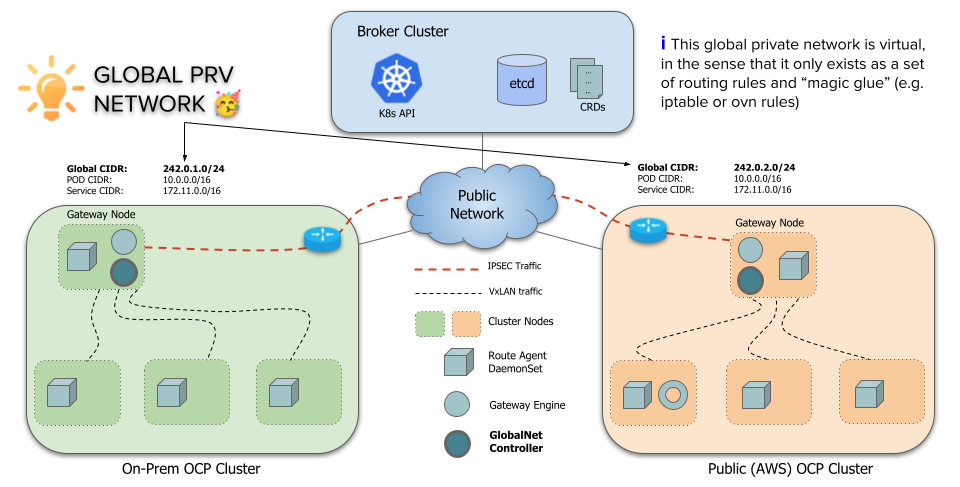 Broker Cluster
K8s API
etcd
CRDs
GLOBAL PRV
NETWORK 🥳
i This global private network is virtual,
in the sense that it only exists as a set
of routing rules and “magic glue” (e.g.
iptable or ovn rules)
Global CIDR: 242.0.1.0/24
POD CIDR: 10.0.0.0/16
Service CIDR: 172.11.0.0/16
Global CIDR: 242.0.2.0/24
POD CIDR: 10.0.0.0/16
Service CIDR: 172.11.0.0/16
Public
Network
Gateway Node
Gateway Node
IPSEC Traffic
VxLAN traffic
Cluster Nodes
Route Agent
DaemonSet
Gateway Engine
GlobalNet
Controller
On-Prem OCP Cluster
Public (AWS) OCP Cluster